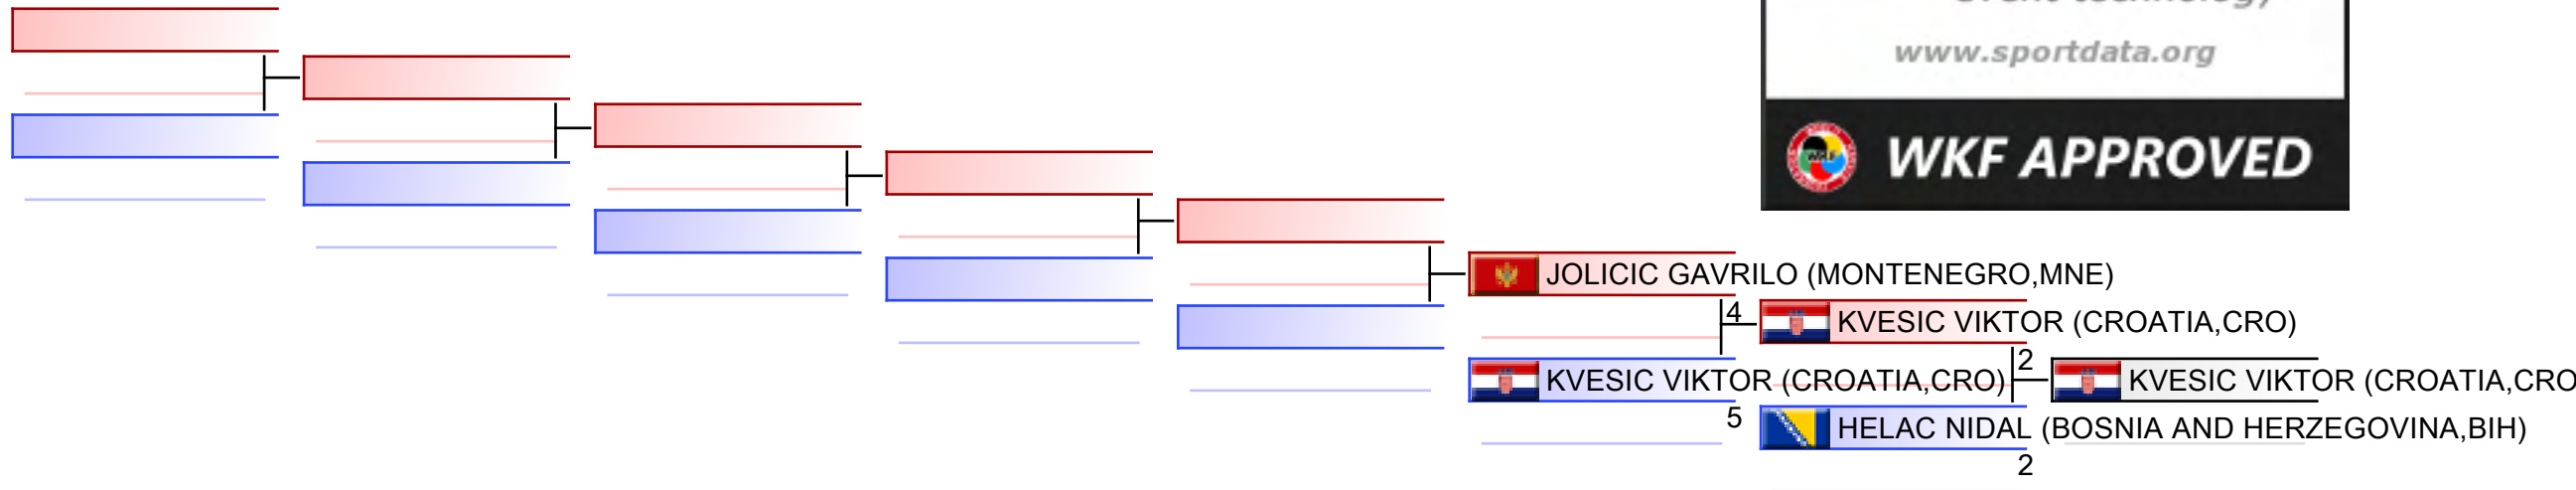 www.sportdata.org
WKF APPROVED
JOLICIC GAVRILO (MONTENEGRO,MNE)
4
KVESIC VIKTOR (CROATIA,CRO)
2
KVESIC VIKTOR (CROATIA,CRO)
KVESIC VIKTOR (CROATIA,CRO
5
HELAC NIDAL (BOSNIA AND HERZEGOVINA,BIH)
2